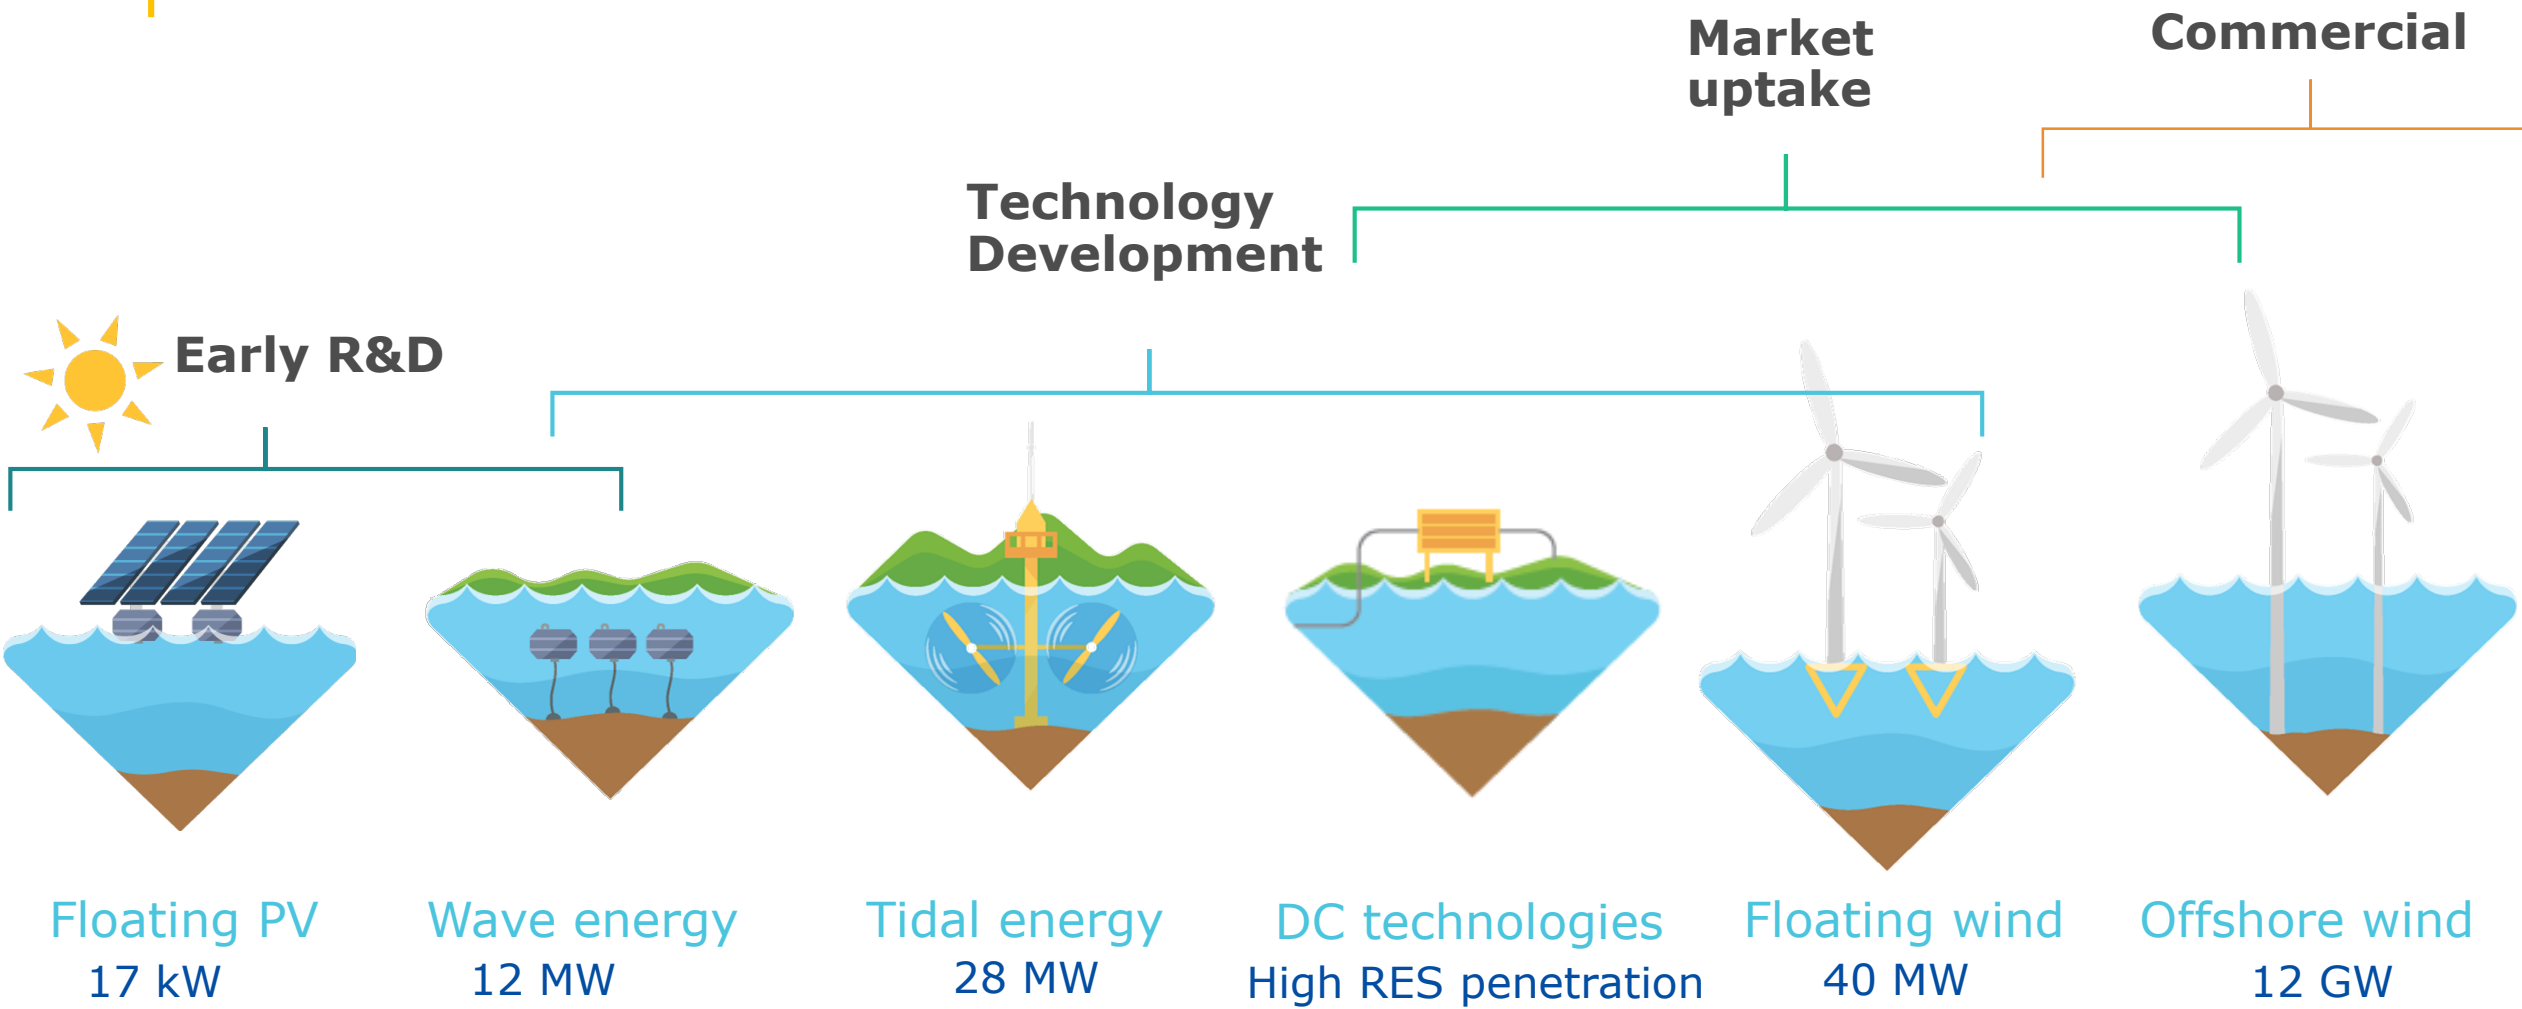 Commercial
Market
uptake
Technology
Development
Early R&D
Floating PV
17 kW
Wave energy
12 MW
Tidal energy
28 MW
DC technologies
High RES penetration
Floating wind
40 MW
Offshore wind
12 GW